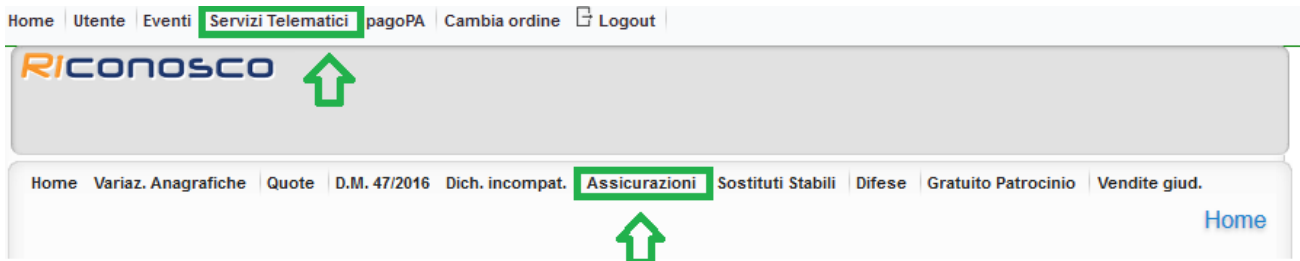 Home Utente Eventi Servizi Telematici pagoPA Cambia ordine Logout
RIconosco
Home Variaz. Anagrafiche Quote D.M. 47/2016 Dich. incompat. Assicurazioni Sostituti Stabili Difese Gratuito Patrocinio Vendite giud.
Home